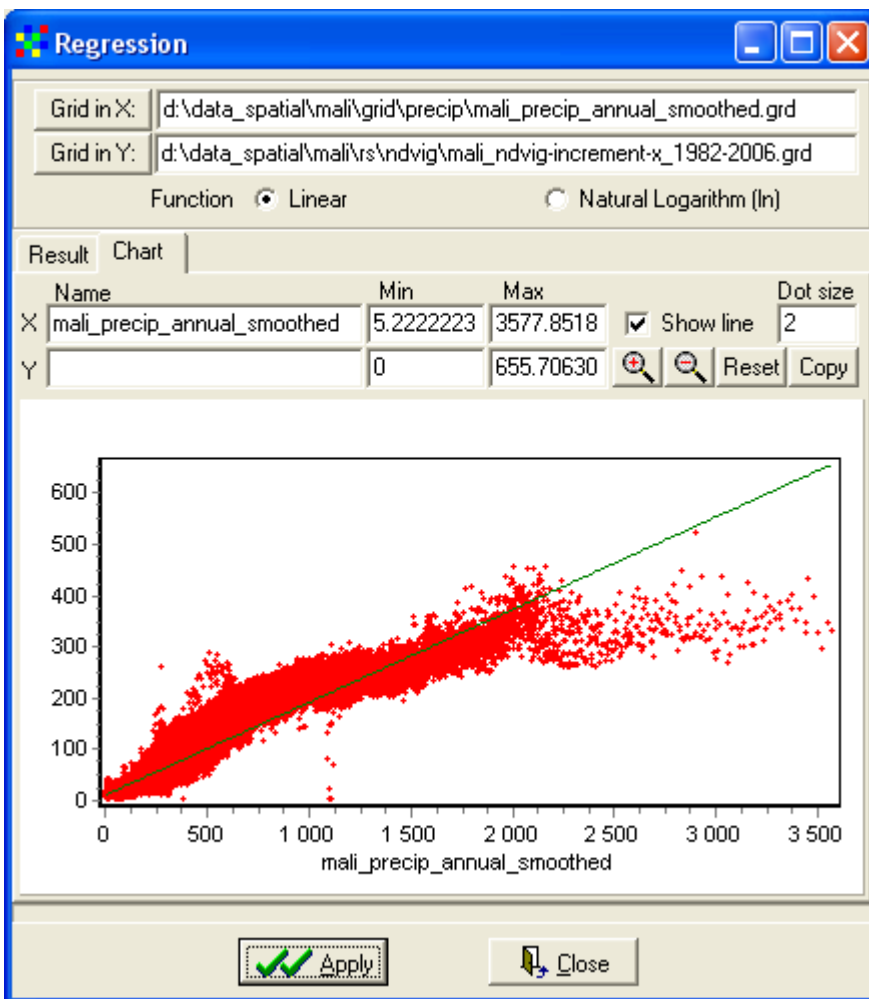 Regression
Grid in X: d:\data_spatial\mali\grid\precip\mali_precip_annual_smoothed.grd
Grid in Y: d:\data_spatial\mali\rs\ndvig\mali_ndvig-increment-x_1982-2006.grd
Function Linear Natural Logarithm (ln)
Result Chart
Name Min Max Dot size
X mali_precip_annual_smoothed 5.2222223 3577.8518 Show line 2
Y 0 655.70630 Reset Copy
600
500
400
300
200
100
0
0 500 1 000 1 500 2 000 2 500 3 000 3 500
mali_precip_annual_smoothed
Apply Close